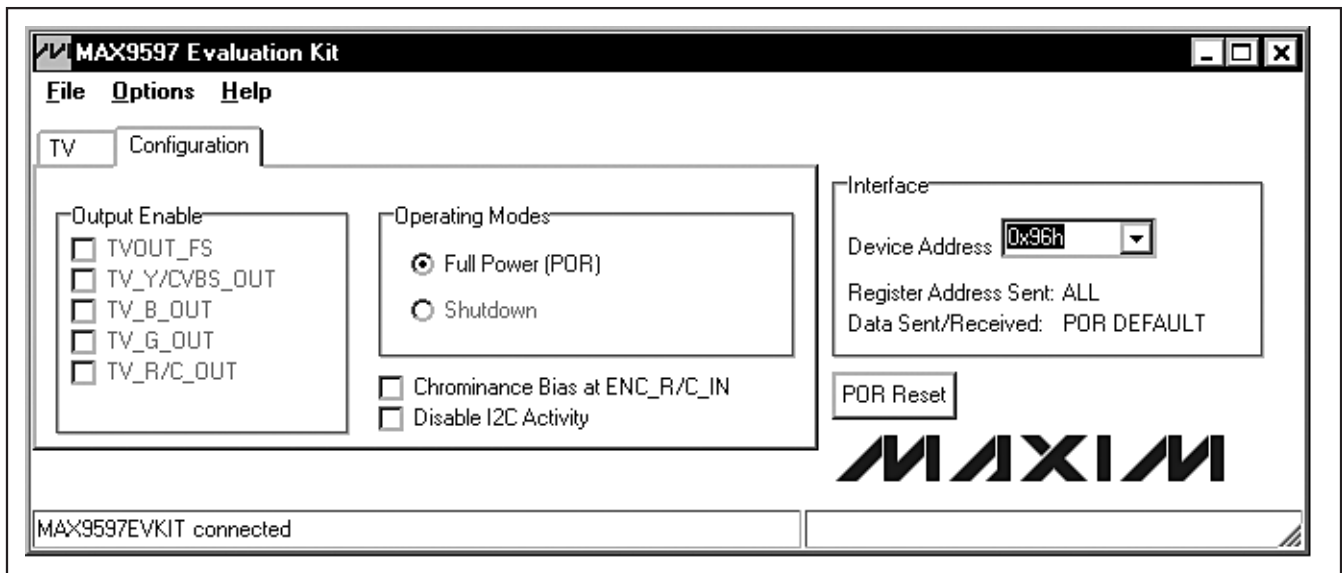 MAX9597 Evaluation Kit
File Options Help
TV Configuration
Output Enable
TVOUT_FS
TV_Y/CVBS_OUT
TV_B_OUT
TV_G_OUT
TV_R/C_OUT
Operating Modes
Full Power (POR)
Shutdown
Chrominance Bias at ENC_R/C_IN
Disable I2C Activity
Interface
Device Address 0x96h
Register Address Sent: ALL
Data Sent/Received: POR DEFAULT
POR Reset
MAXIM
MAX9597EVKIT connected